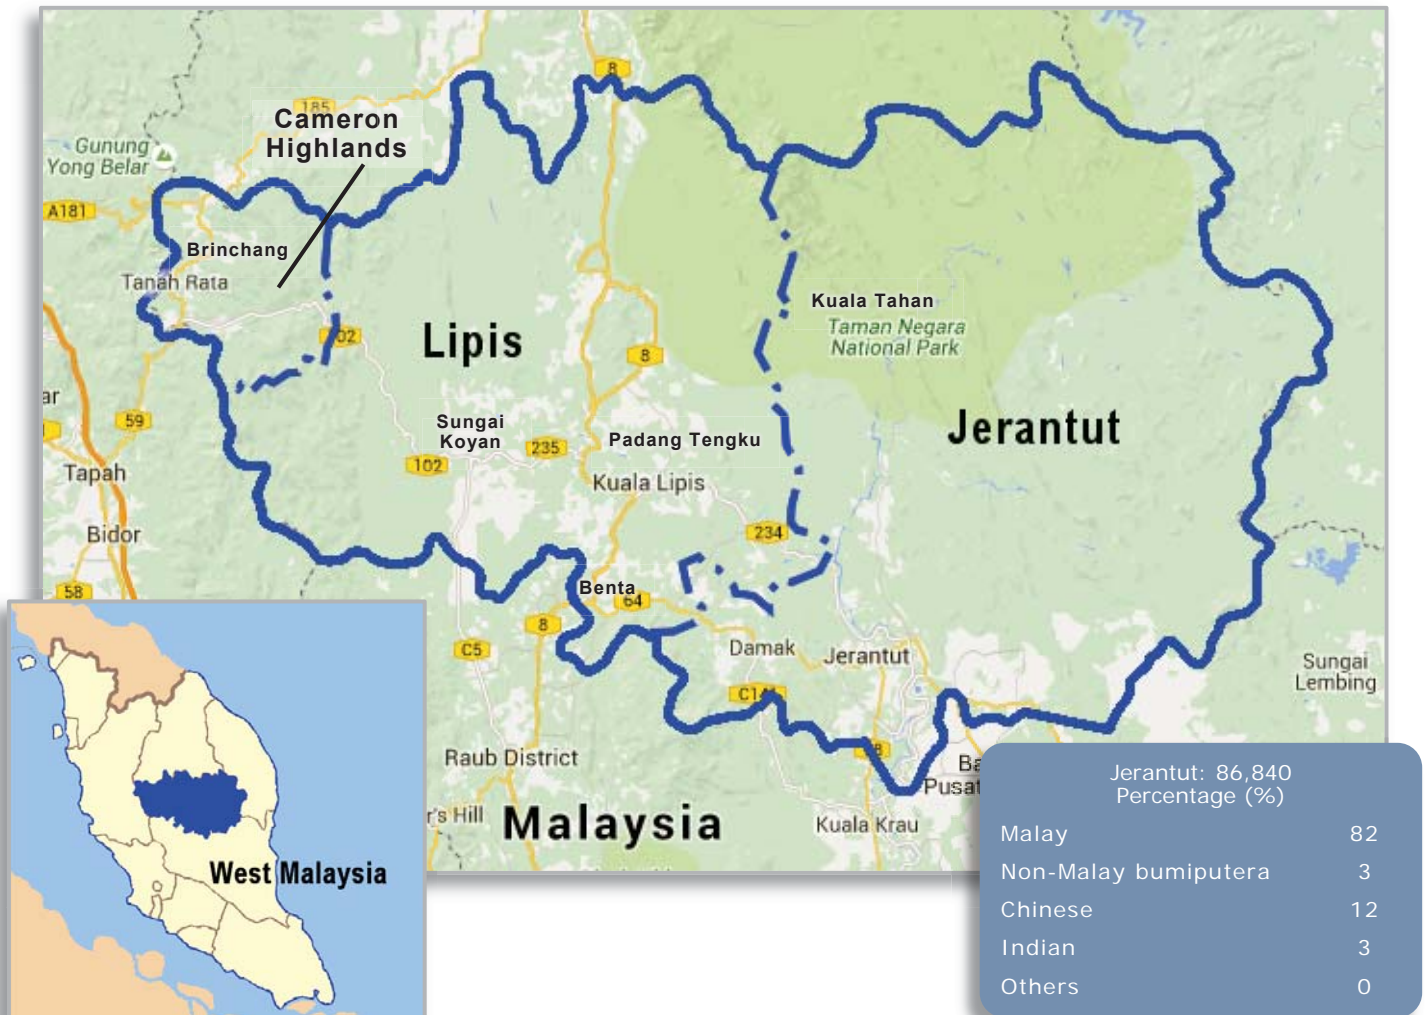 8
185
Cameron
Highlands
Gunung
Yong Belar
A181
Brinchang
Tanah Rata
Kuala Tahan
Taman Negara
National Park
Lipis
8
59
Sungai
Koyan
235
102
Padang Tengku
Jerantut
Tapah
Kuala Lipis
Bidor
234
58
Benta
64
8
C5
Damak
Jerantut
Sungai
Lembing
Raub District
Malaysia
Kuala Krau
West Malaysia
Jerantut: 86,840
Percentage (%)
Malay 82
Non-Malay bumiputera 3
Chinese 12
Indian 3
Others 0